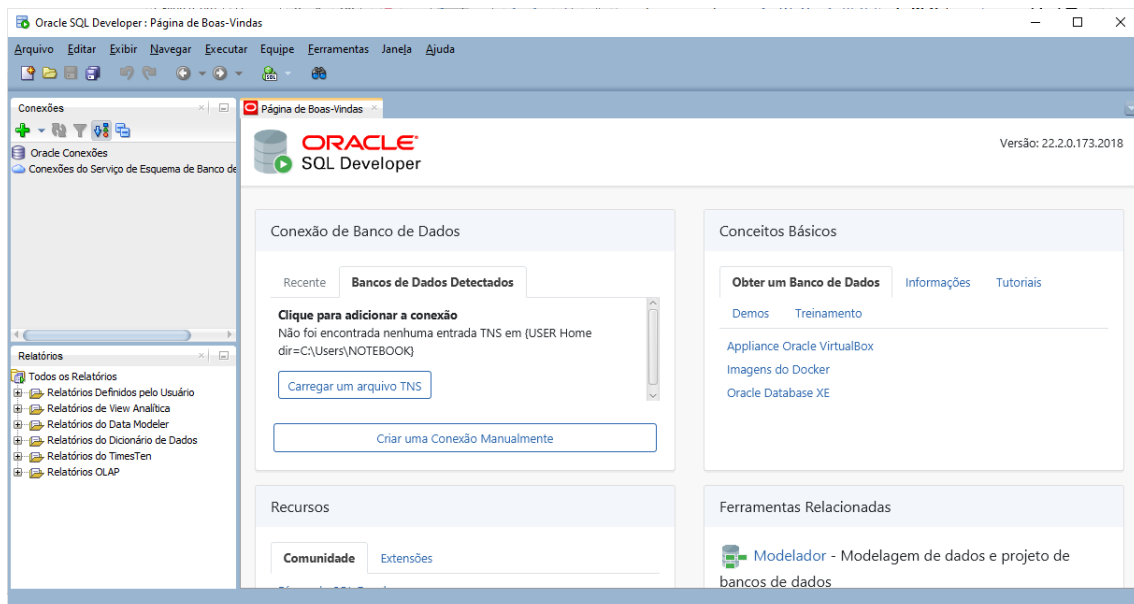 Oracle SQL Developer : Página de Boas-Vindas
Arquivo Editar Exibir Navegar Executar Equipe Ferramentas Janela Ajuda
SQL
Conexões
Oracle Conexões
Conexões do Serviço de Esquema de Banco de
Relatórios
Todos os Relatórios
Relatórios Definidos pelo Usuário
Relatórios de View Analítica
Relatórios do Data Modeler
Relatórios do Dicionário de Dados
Relatórios do TimesTen
Relatórios OLAP
Página de Boas-Vindas
ORACLE
SQL Developer
Versão: 22.2.0.173.2018
Conexão de Banco de Dados
Recente Bancos de Dados Detectados
Clique para adicionar a conexão
Não foi encontrada nenhuma entrada TNS em {USER Home
dir=C:\Users\NOTEBOOK}
Carregar um arquivo TNS
Criar uma Conexão Manualmente
Conceitos Básicos
Obter um Banco de Dados Informações Tutoriais
Demos Treinamento
Appliance Oracle VirtualBox
Imagens do Docker
Oracle Database XE
Recursos
Comunidade Extensões
Ferramentas Relacionadas
Modelador - Modelagem de dados e projeto de
bancos de dados